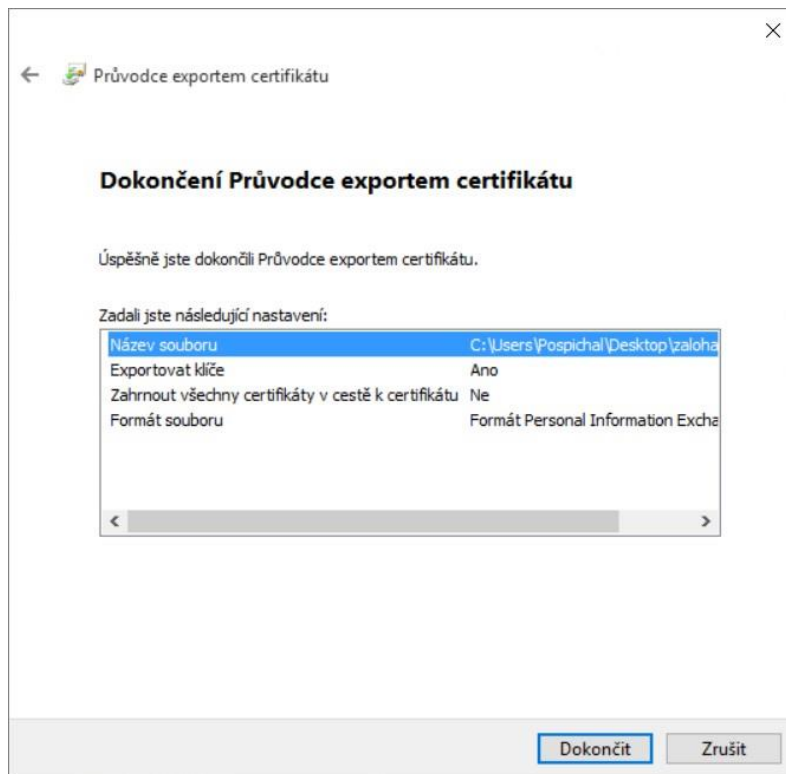 Průvodce exportem certifikátu
Dokončení Průvodce exportem certifikátu
Úspěšně jste dokončili Průvodce exportem certifikátu.
Zadali jste následující nastavení:
Název souboru C:\Users\Pospichal\Desktop\zaloha
Exportovat klíče Ano
Zahrnout všechny certifikáty v cestě k certifikátu Ne
Formát souboru Formát Personal Information Excha
Dokončit Zrušit